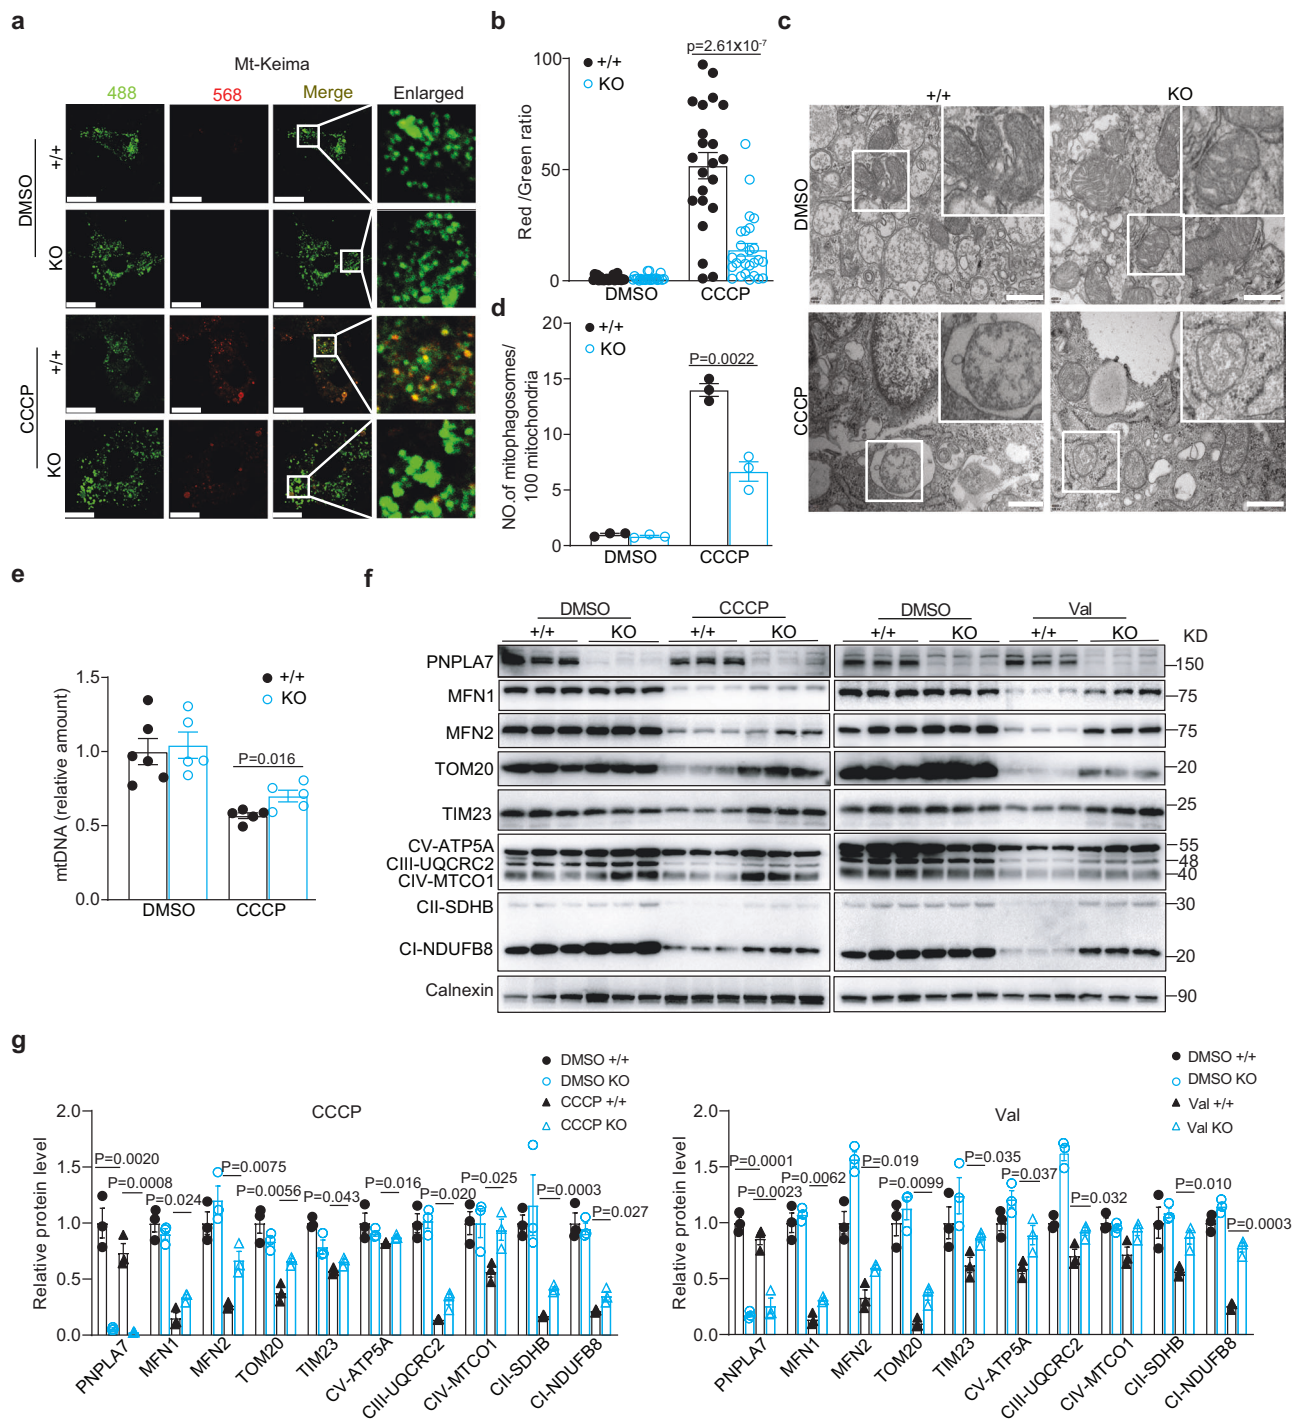 a
Mt-Keima
488
568
Merge
Enlarged
DMSO
+/+
KO
CCCP
+/+
KO
b
p=2.61X10-7
+/+
KO
Red /Green ratio
100
50
0
DMSO
CCCP
c
+/+
KO
DMSO
CCCP
d
+/+
KO
P=0.0022
NO.of mitophagosomes/
100 mitochondria
20
15
10
5
0
DMSO
CCCP
e
+/+
KO
P=0.016
mtDNA (relative amount)
1.5
1.0
0.5
0.0
DMSO
CCCP
f
DMSO
CCCP
DMSO
Val
+/+
KO
+/+
KO
+/+
KO
+/+
KO
KD
PNPLA7
150
MFN1
75
MFN2
75
TOM20
20
TIM23
25
CV-ATP5A
55
CIII-UQCRC2
48
CIV-MTCO1
40
CII-SDHB
30
CI-NDUFB8
20
Calnexin
90
g
CCCP
DMSO +/+
DMSO KO
CCCP +/+
CCCP KO
Relative protein level
2.0
1.5
1.0
0.5
0.0
P=0.0020
P=0.0008
P=0.024
P=0.0075
P=0.0056
P=0.043
P=0.016
P=0.020
P=0.025
P=0.0003
P=0.027
PNPLA7
MFN1
MFN2
TOM20
TIM23
CV-ATP5A
CIII-UQCRC2
CIV-MTCO1
CII-SDHB
CI-NDUFB8
Val
DMSO +/+
DMSO KO
Val +/+
Val KO
Relative protein level
2.0
1.5
1.0
0.5
0.0
P=0.0001
P=0.0023
P=0.0062
P=0.019
P=0.0099
P=0.035
P=0.037
P=0.032
P=0.010
P=0.0003
PNPLA7
MFN1
MFN2
TOM20
TIM23
CV-ATP5A
CIII-UQCRC2
CIV-MTCO1
CII-SDHB
CI-NDUFB8